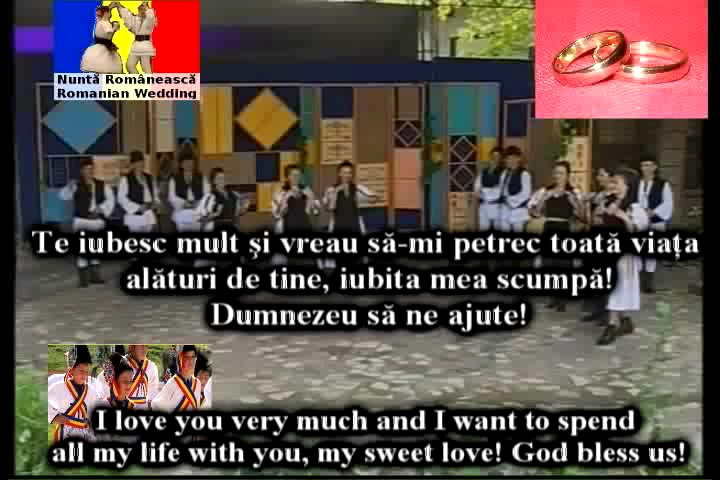 Nuntă Românească
Romanian Wedding
Te iubesc mult şi vreau să-mi petrec toată viaţa
alături de tine, iubita mea scumpă!
Dumnezeu să ne ajute!
I love you very much and I want to spend
all my life with you, my sweet love! God bless us!